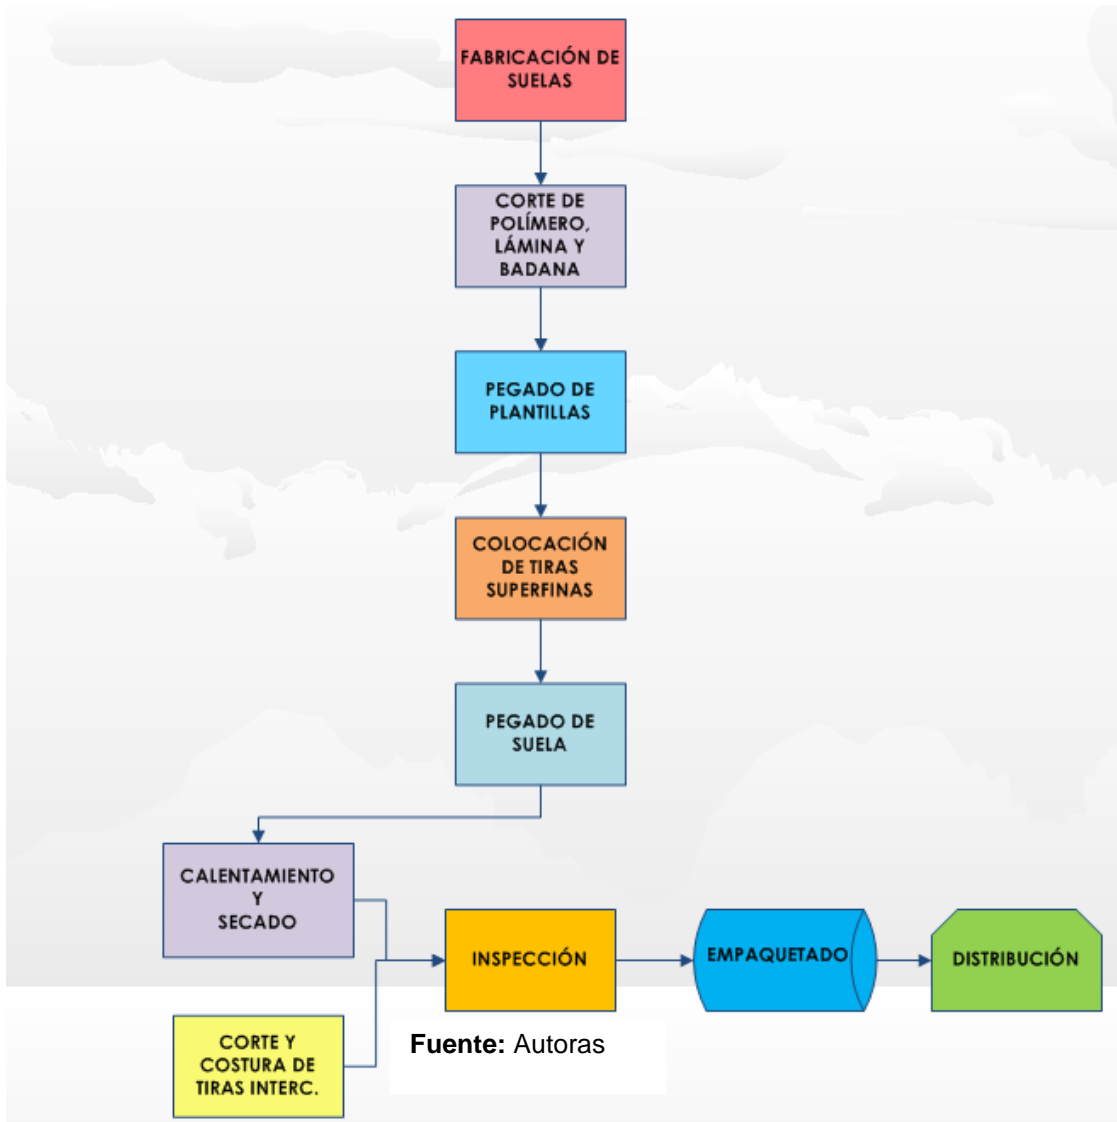 FABRICACIÓN DE
SUELAS
CORTE DE
POLÍMERO,
LÁMINA Y
BADANA
PEGADO DE
PLANTILLAS
COLOCACIÓN
DE TIRAS
SUPERFINAS
PEGADO DE
SUELA
CALENTAMIENTO
Y
SECADO
INSPECCIÓN
EMPAQUETADO
DISTRIBUCIÓN
CORTE Y
COSTURA DE
TIRAS INTERC.
Fuente: Autoras